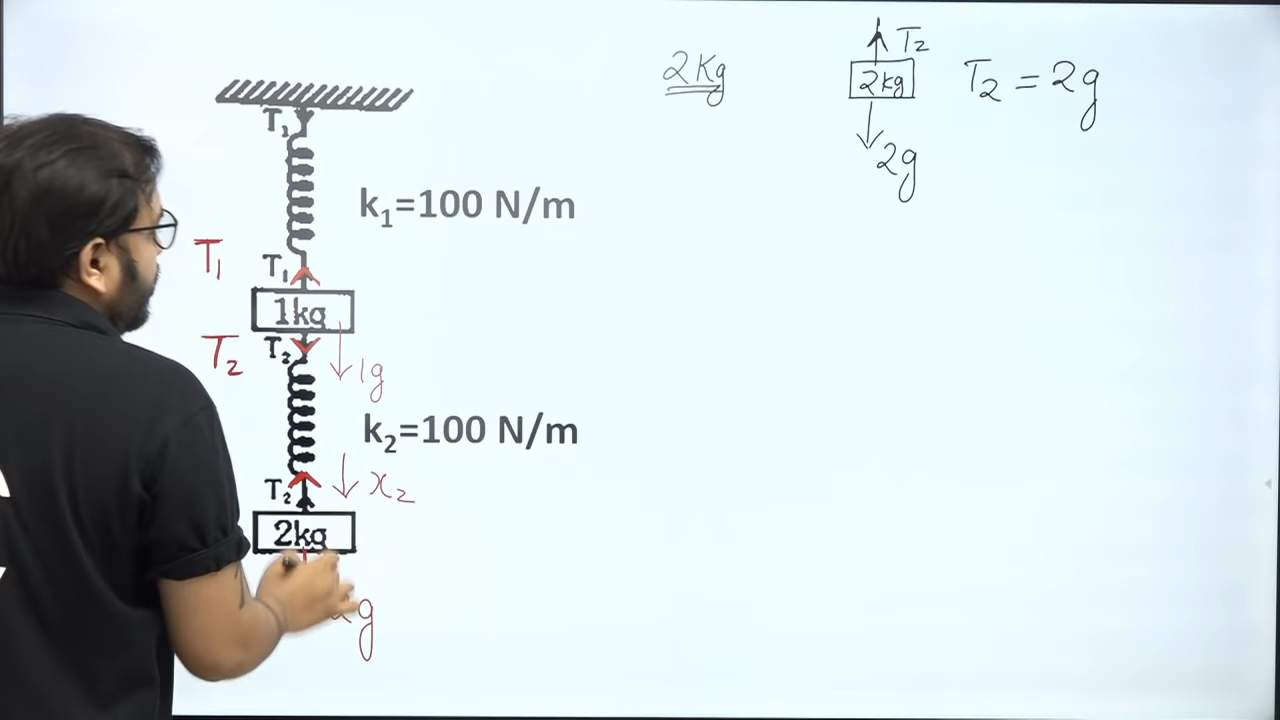 2Kg
T₂
2kg
T₂ = 2g
2g
T₁
k₁=100 N/m
T₁
T₁
1kg
T₂
T₂
1g
k₂=100 N/m
T₂
x₂
2kg
g